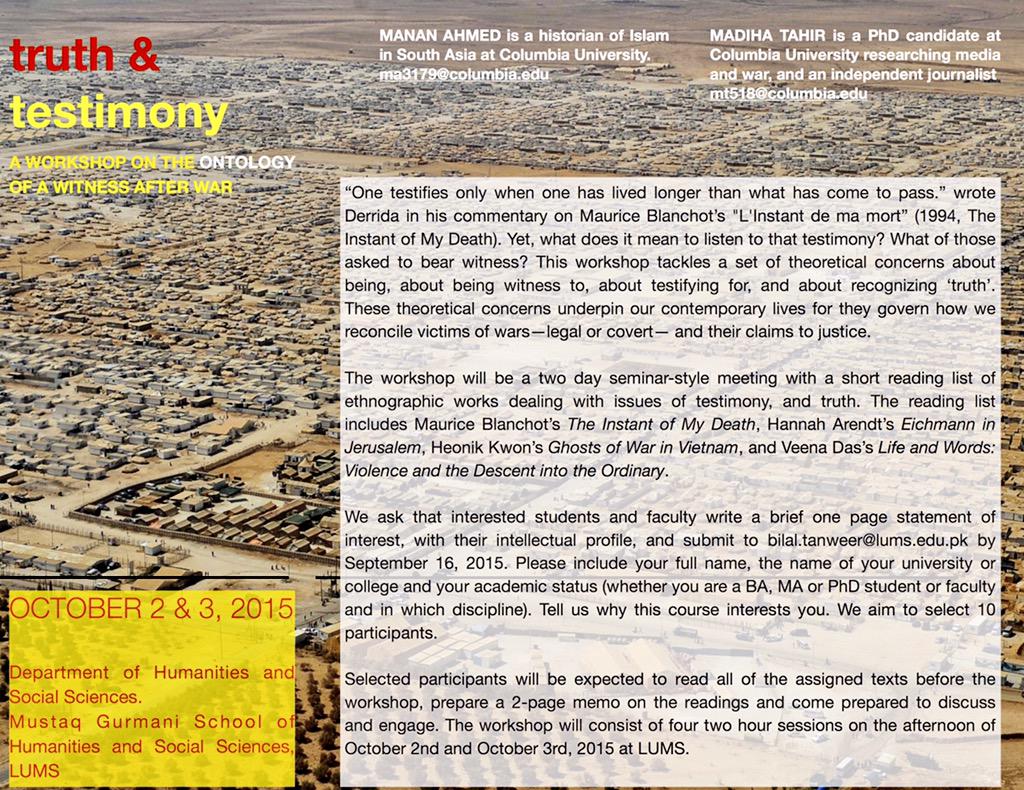 truth &
testimony
A WORKSHOP ON THE ONTOLOGY
OF A WITNESS AFTER WAR
MANAN AHMED is a historian of Islam
in South Asia at Columbia University.
ma3179@columbia.edu
MADIHA TAHIR is a PhD candidate at
Columbia University researching media
and war, and an independent journalist
mt518@columbia.edu
“One testifies only when one has lived longer than what has come to pass.” wrote
Derrida in his commentary on Maurice Blanchot’s "L'Instant de ma mort” (1994, The
Instant of My Death). Yet, what does it mean to listen to that testimony? What of those
asked to bear witness? This workshop tackles a set of theoretical concerns about
being, about being witness to, about testifying for, and about recognizing ‘truth’.
These theoretical concerns underpin our contemporary lives for they govern how we
reconcile victims of wars—legal or covert— and their claims to justice.
The workshop will be a two day seminar-style meeting with a short reading list of
ethnographic works dealing with issues of testimony, and truth. The reading list
includes Maurice Blanchot’s The Instant of My Death, Hannah Arendt’s Eichmann in
Jerusalem, Heonik Kwon’s Ghosts of War in Vietnam, and Veena Das’s Life and Words:
Violence and the Descent into the Ordinary.
We ask that interested students and faculty write a brief one page statement of
interest, with their intellectual profile, and submit to bilal.tanweer@lums.edu.pk by
September 16, 2015. Please include your full name, the name of your university or
college and your academic status (whether you are a BA, MA or PhD student or faculty
and in which discipline). Tell us why this course interests you. We aim to select 10
participants.
Selected participants will be expected to read all of the assigned texts before the
workshop, prepare a 2-page memo on the readings and come prepared to discuss
and engage. The workshop will consist of four two hour sessions on the afternoon of
October 2nd and October 3rd, 2015 at LUMS.
OCTOBER 2 & 3, 2015
Department of Humanities and
Social Sciences.
Mustaq Gurmani School of
Humanities and Social Sciences,
LUMS